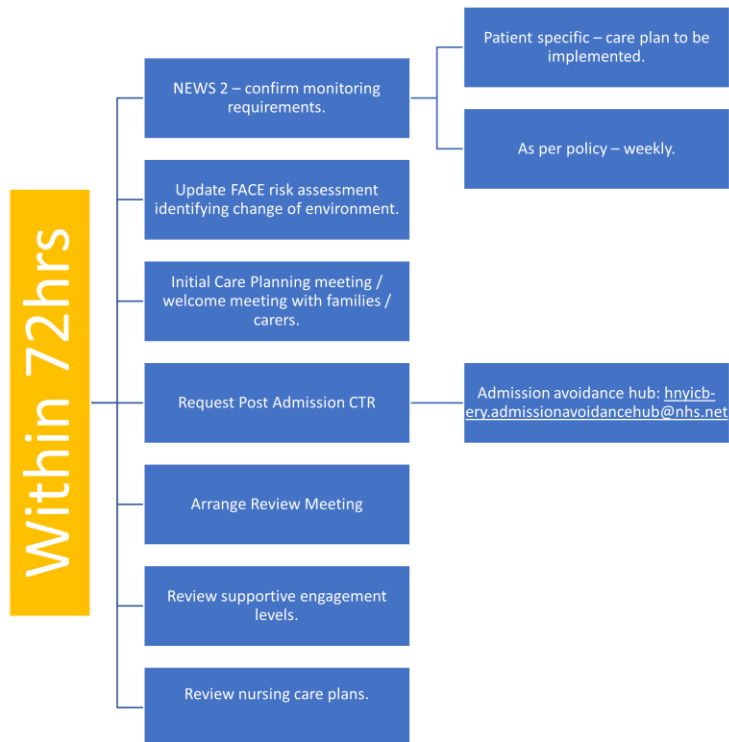 Within 72hrs
NEWS 2 – confirm monitoring
requirements.
Patient specific – care plan to be
implemented.
As per policy – weekly.
Update FACE risk assessment
identifying change of environment.
Initial Care Planning meeting /
welcome meeting with families /
carers.
Request Post Admission CTR
Admission avoidance hub: hnyicb-
ery.admissionavoidancehub@nhs.net
Arrange Review Meeting
Review supportive engagement
levels.
Review nursing care plans.